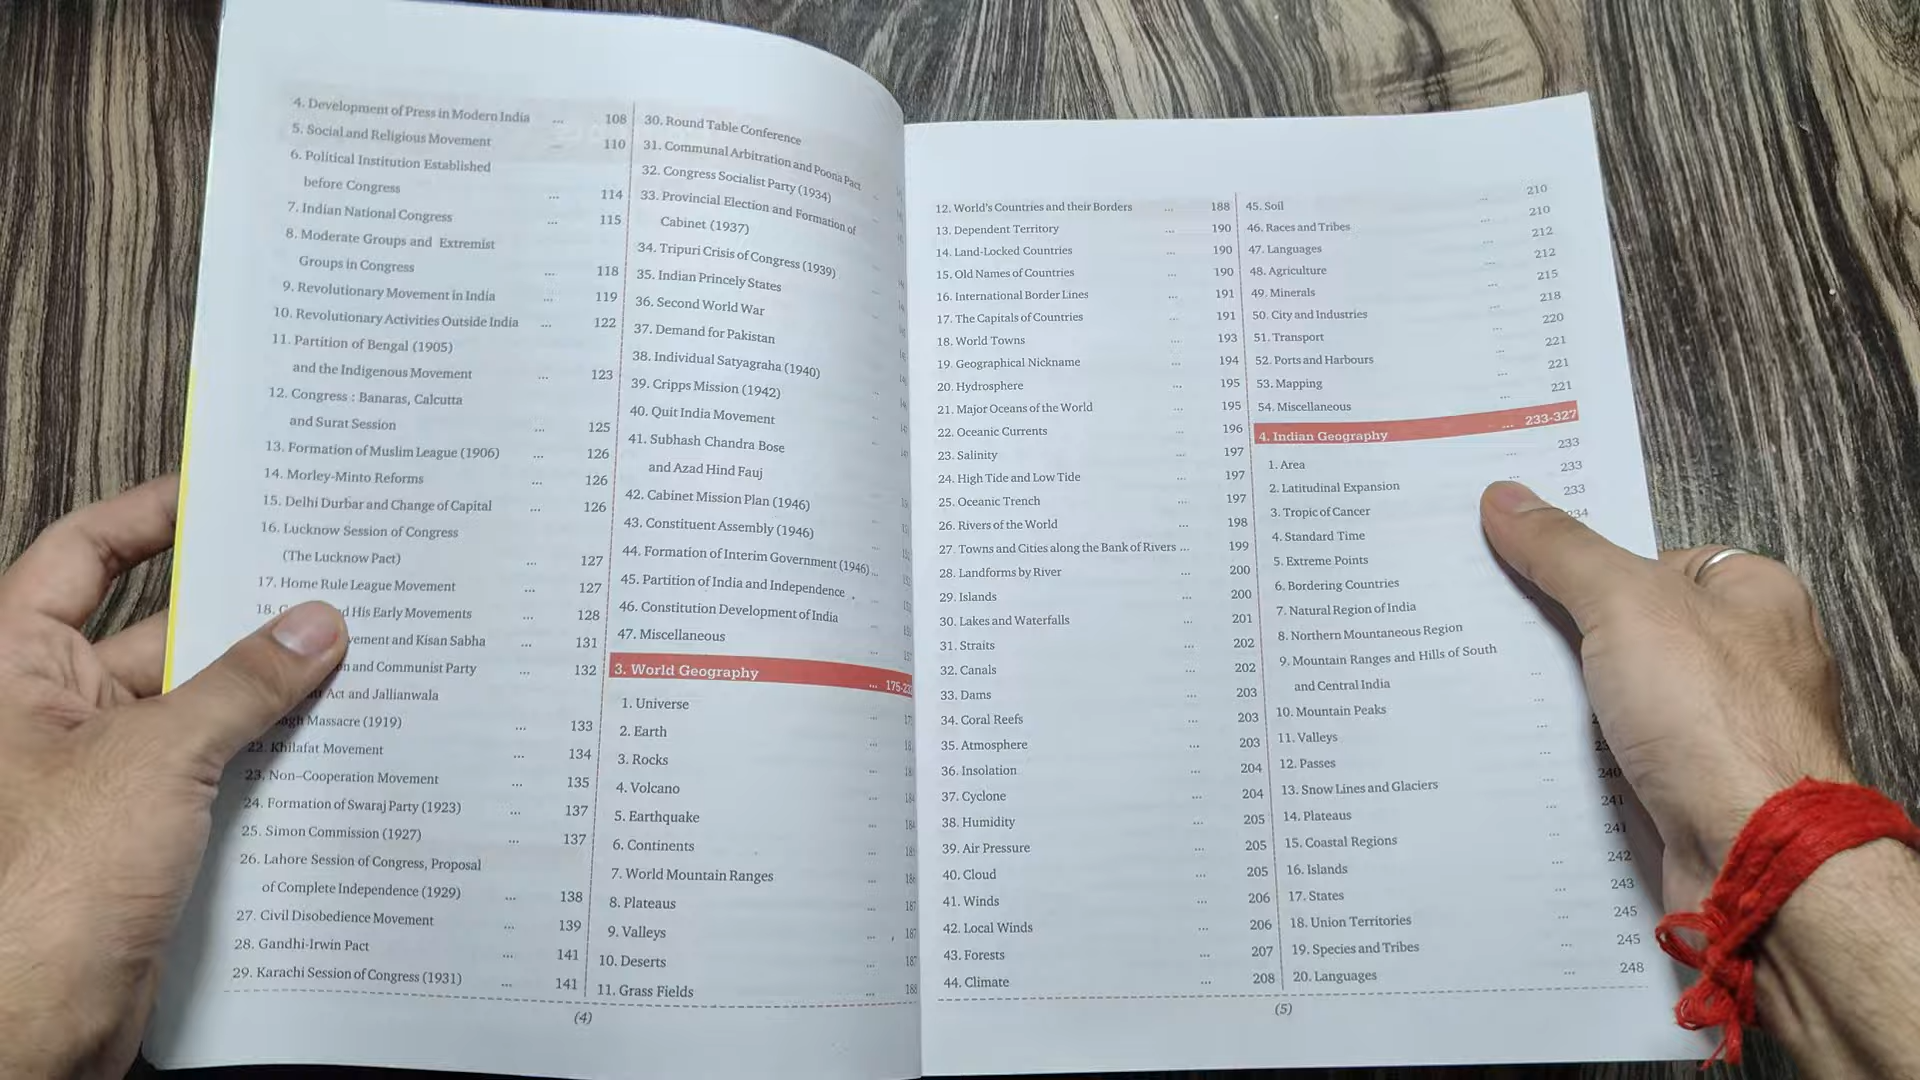 4. Development of Press in Modern India ... 108
5. Social and Religious Movement ... 110
6. Political Institution Established
before Congress ... 114
7. Indian National Congress ... 115
8. Moderate Groups and Extremist
Groups in Congress ... 118
9. Revolutionary Movement in India ... 119
10. Revolutionary Activities Outside India ... 122
11. Partition of Bengal (1905)
and the Indigenous Movement ... 123
12. Congress : Banaras, Calcutta
and Surat Session ... 125
13. Formation of Muslim League (1906) ... 126
14. Morley-Minto Reforms ... 126
15. Delhi Durbar and Change of Capital ... 126
16. Lucknow Session of Congress
(The Lucknow Pact) ... 127
17. Home Rule League Movement ... 127
18. His Early Movements ... 128
and Kisan Sabha ... 131
and Communist Party ... 132
Act and Jallianwala
Massacre (1919) ... 133
22. Khilafat Movement ... 134
23. Non–Cooperation Movement ... 135
24. Formation of Swaraj Party (1923) ... 137
25. Simon Commission (1927) ... 137
26. Lahore Session of Congress, Proposal
of Complete Independence (1929) ... 138
27. Civil Disobedience Movement ... 139
28. Gandhi-Irwin Pact ... 141
29. Karachi Session of Congress (1931) ... 141
30. Round Table Conference
31. Communal Arbitration and Poona Pact
32. Congress Socialist Party (1934)
33. Provincial Election and Formation of
Cabinet (1937)
34. Tripuri Crisis of Congress (1939)
35. Indian Princely States
36. Second World War
37. Demand for Pakistan
38. Individual Satyagraha (1940)
39. Cripps Mission (1942)
40. Quit India Movement
41. Subhash Chandra Bose
and Azad Hind Fauj
42. Cabinet Mission Plan (1946)
43. Constituent Assembly (1946)
44. Formation of Interim Government (1946)...
45. Partition of India and Independence
46. Constitution Development of India
47. Miscellaneous
3. World Geography ...
1. Universe
2. Earth
3. Rocks
4. Volcano
5. Earthquake
6. Continents
7. World Mountain Ranges ...
8. Plateaus ... 187
9. Valleys ... 187
10. Deserts ... 187
11. Grass Fields ... 188
(4)
12. World's Countries and their Borders ... 188
13. Dependent Territory ... 190
14. Land-Locked Countries ... 190
15. Old Names of Countries ... 190
16. International Border Lines ... 191
17. The Capitals of Countries ... 191
18. World Towns ... 193
19. Geographical Nickname ... 194
20. Hydrosphere ... 195
21. Major Oceans of the World ... 195
22. Oceanic Currents ... 196
23. Salinity ... 197
24. High Tide and Low Tide ... 197
25. Oceanic Trench ... 197
26. Rivers of the World ... 198
27. Towns and Cities along the Bank of Rivers ... 199
28. Landforms by River ... 200
29. Islands ... 200
30. Lakes and Waterfalls ... 201
31. Straits ... 202
32. Canals ... 202
33. Dams ... 203
34. Coral Reefs ... 203
35. Atmosphere ... 203
36. Insolation ... 204
37. Cyclone ... 204
38. Humidity ... 205
39. Air Pressure ... 205
40. Cloud ... 205
41. Winds ... 206
42. Local Winds ... 206
43. Forests ... 207
44. Climate ... 208
45. Soil ... 210
46. Races and Tribes ... 210
47. Languages ... 212
48. Agriculture ... 212
49. Minerals ... 215
50. City and Industries ... 218
51. Transport ... 220
52. Ports and Harbours ... 221
53. Mapping ... 221
54. Miscellaneous ... 221
4. Indian Geography ... 233-327
1. Area ... 233
2. Latitudinal Expansion ... 233
3. Tropic of Cancer 233
4. Standard Time 234
5. Extreme Points
6. Bordering Countries
7. Natural Region of India
8. Northern Mountaneous Region
9. Mountain Ranges and Hills of South
and Central India
10. Mountain Peaks
11. Valleys
12. Passes
13. Snow Lines and Glaciers ... 240
14. Plateaus ... 241
15. Coastal Regions ... 241
16. Islands ... 242
17. States ... 243
18. Union Territories ... 245
19. Species and Tribes ... 245
20. Languages ... 248
(5)